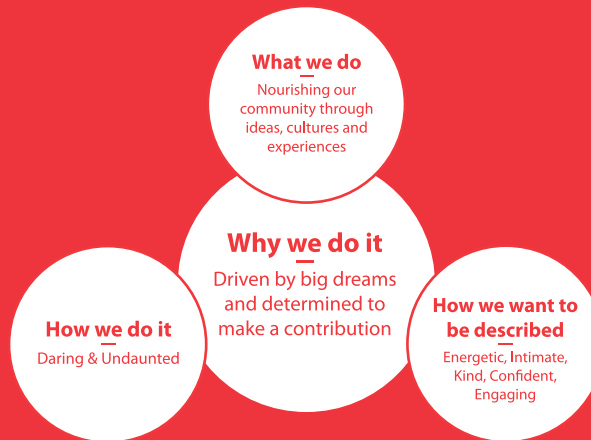 What we do
Nourishing our
community through
ideas, cultures and
experiences
Why we do it
Driven by big dreams
and determined to
make a contribution
How we do it
Daring & Undaunted
How we want to
be described
Energetic, Intimate,
Kind, Confident,
Engaging